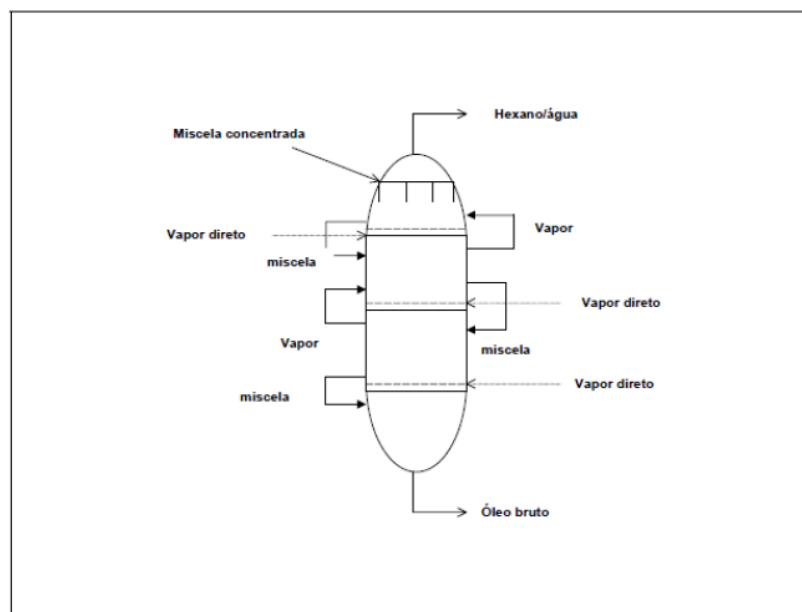 Hexano/água
Miscela concentrada
Vapor
Vapor direto
miscela
Vapor direto
Vapor
miscela
Vapor direto
miscela
Óleo bruto